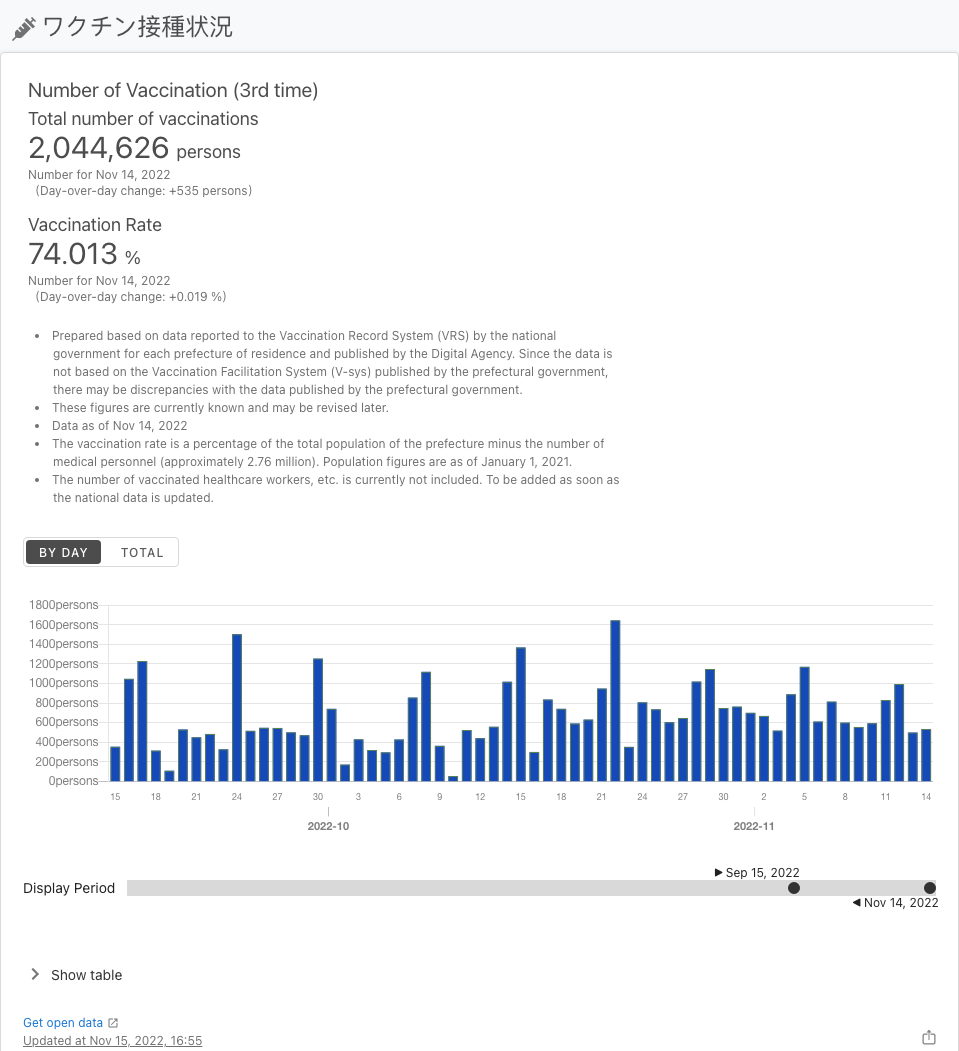 ワクチン接種状況
Number of Vaccination (3rd time)
Total number of vaccinations
2,044,626 persons
Number for Nov 14, 2022
(Day-over-day change: +535 persons)
Vaccination Rate
74.013 %
Number for Nov 14, 2022
(Day-over-day change: +0.019 %)
• Prepared based on data reported to the Vaccination Record System (VRS) by the national
government for each prefecture of residence and published by the Digital Agency. Since the data is
not based on the Vaccination Facilitation System (V-sys) published by the prefectural government,
there may be discrepancies with the data published by the prefectural government.
• These figures are currently known and may be revised later.
• Data as of Nov 14, 2022
• The vaccination rate is a percentage of the total population of the prefecture minus the number of
medical personnel (approximately 2.76 million). Population figures are as of January 1, 2021.
• The number of vaccinated healthcare workers, etc. is currently not included. To be added as soon as
the national data is updated.
BY DAY TOTAL
1800persons
1600persons
1400persons
1200persons
1000persons
800persons
600persons
400persons
200persons
0persons
15 18 21 24 27 30 3 6 9 12 15 18 21 24 27 30 2 5 8 11 14
2022-10 2022-11
Sep 15, 2022
Display Period
Nov 14, 2022
Show table
Get open data
Updated at Nov 15, 2022, 16:55